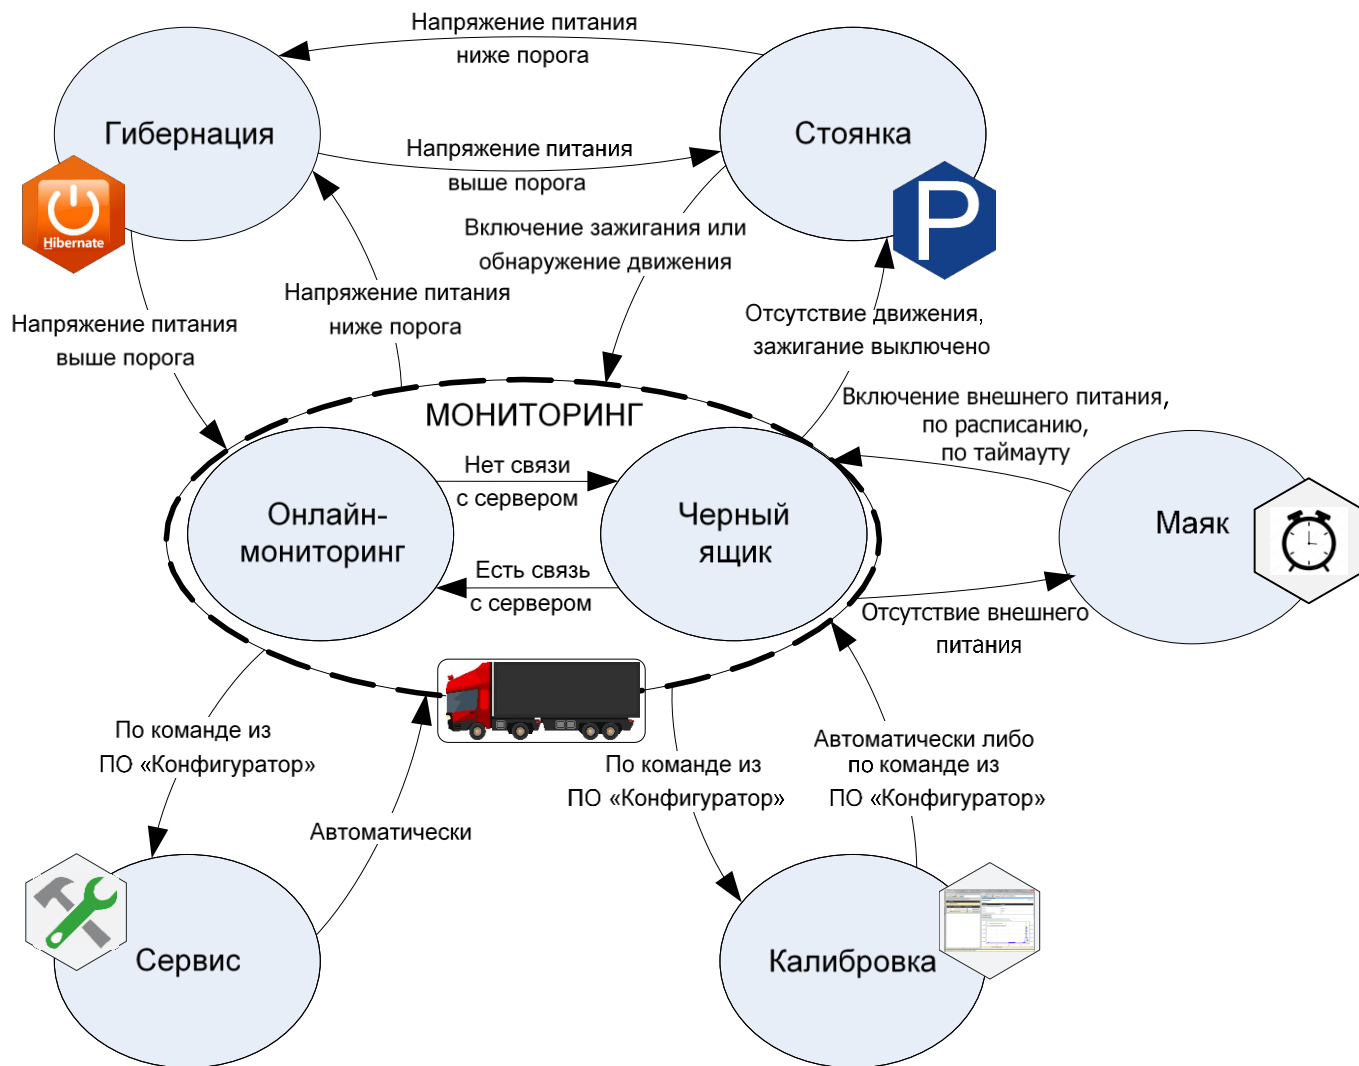 Напряжение питания
ниже порога
Гибернация
Стоянка
Напряжение питания
выше порога
Hibernate
P
Включение зажигания или
обнаружение движения
Напряжение питания
ниже порога
Напряжение питания
выше порога
Отсутствие движения,
зажигание выключено
МОНИТОРИНГ
Включение внешнего питания,
по расписанию,
по таймауту
Нет связи
с сервером
Онлайн-
мониторинг
Черный
ящик
Маяк
Есть связь
с сервером
Отсутствие внешнего
питания
По команде из
ПО «Конфигуратор»
Автоматически
По команде из
ПО «Конфигуратор»
Автоматически либо
по команде из
ПО «Конфигуратор»
Сервис
Калибровка